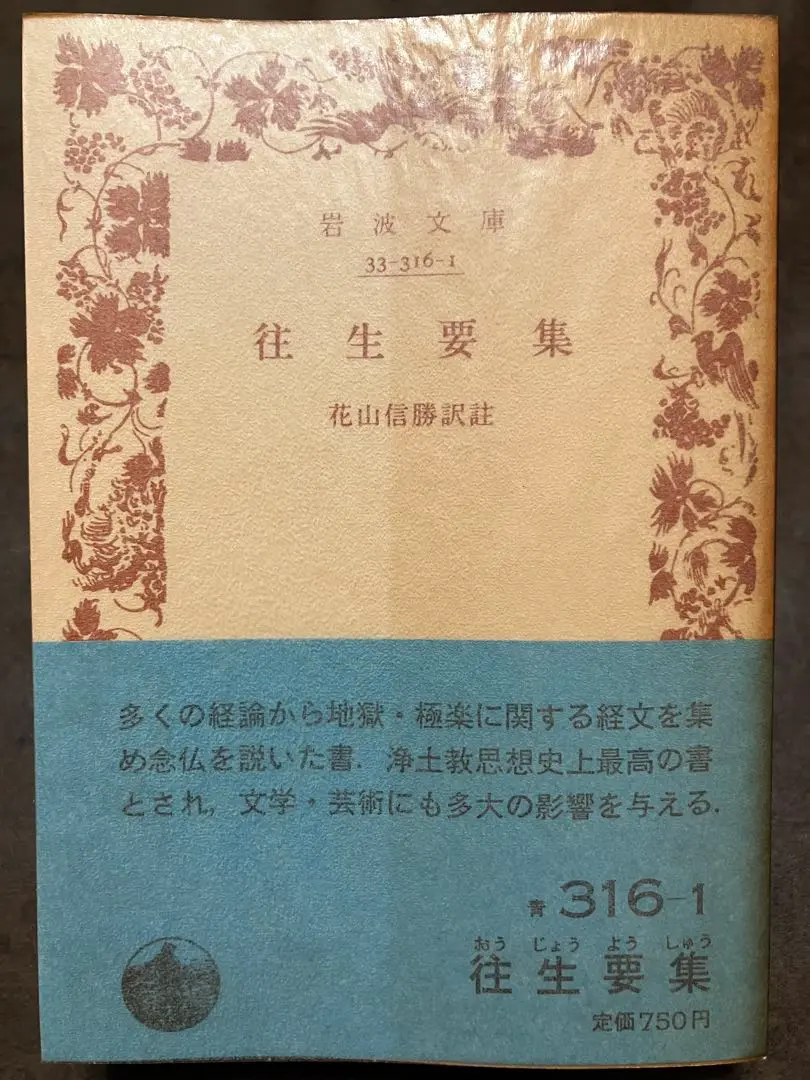 岩波文庫
33-316-1
往生要集
花山信勝訳註
多くの経論から地獄・極楽に関する経文を集
め念仏を説いた書．浄土教思想史上最高の書
とされ，文学・芸術にも多大の影響を与える．
青 316-1
おう じょう よう しゅう
往生要集
定価750円